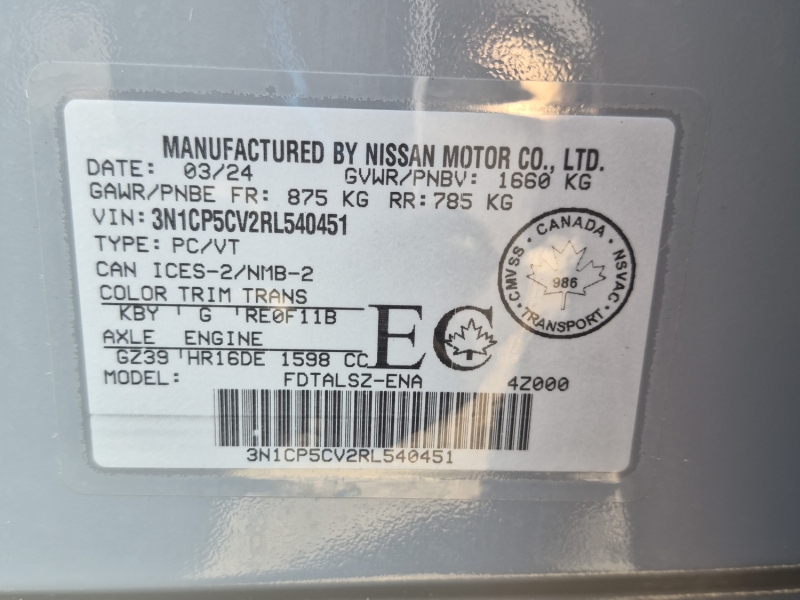 MANUFACTURED BY NISSAN MOTOR CO., LTD.
DATE: 03/24 GVWR/PNBV: 1660 KG
GAWR/PNBE FR: 875 KG RR: 785 KG
VIN: 3N1CP5CV2RL540451
TYPE: PC/VT
CAN ICES-2/NMB-2
COLOR TRIM TRANS
KBY G RE0F11B
AXLE ENGINE
GZ39 HR16DE 1598 CC
MODEL: FDTALSZ-ENA 4Z000
EC
CANADA
CMVSS
NSVAC
986
TRANSPORT
3N1CP5CV2RL540451